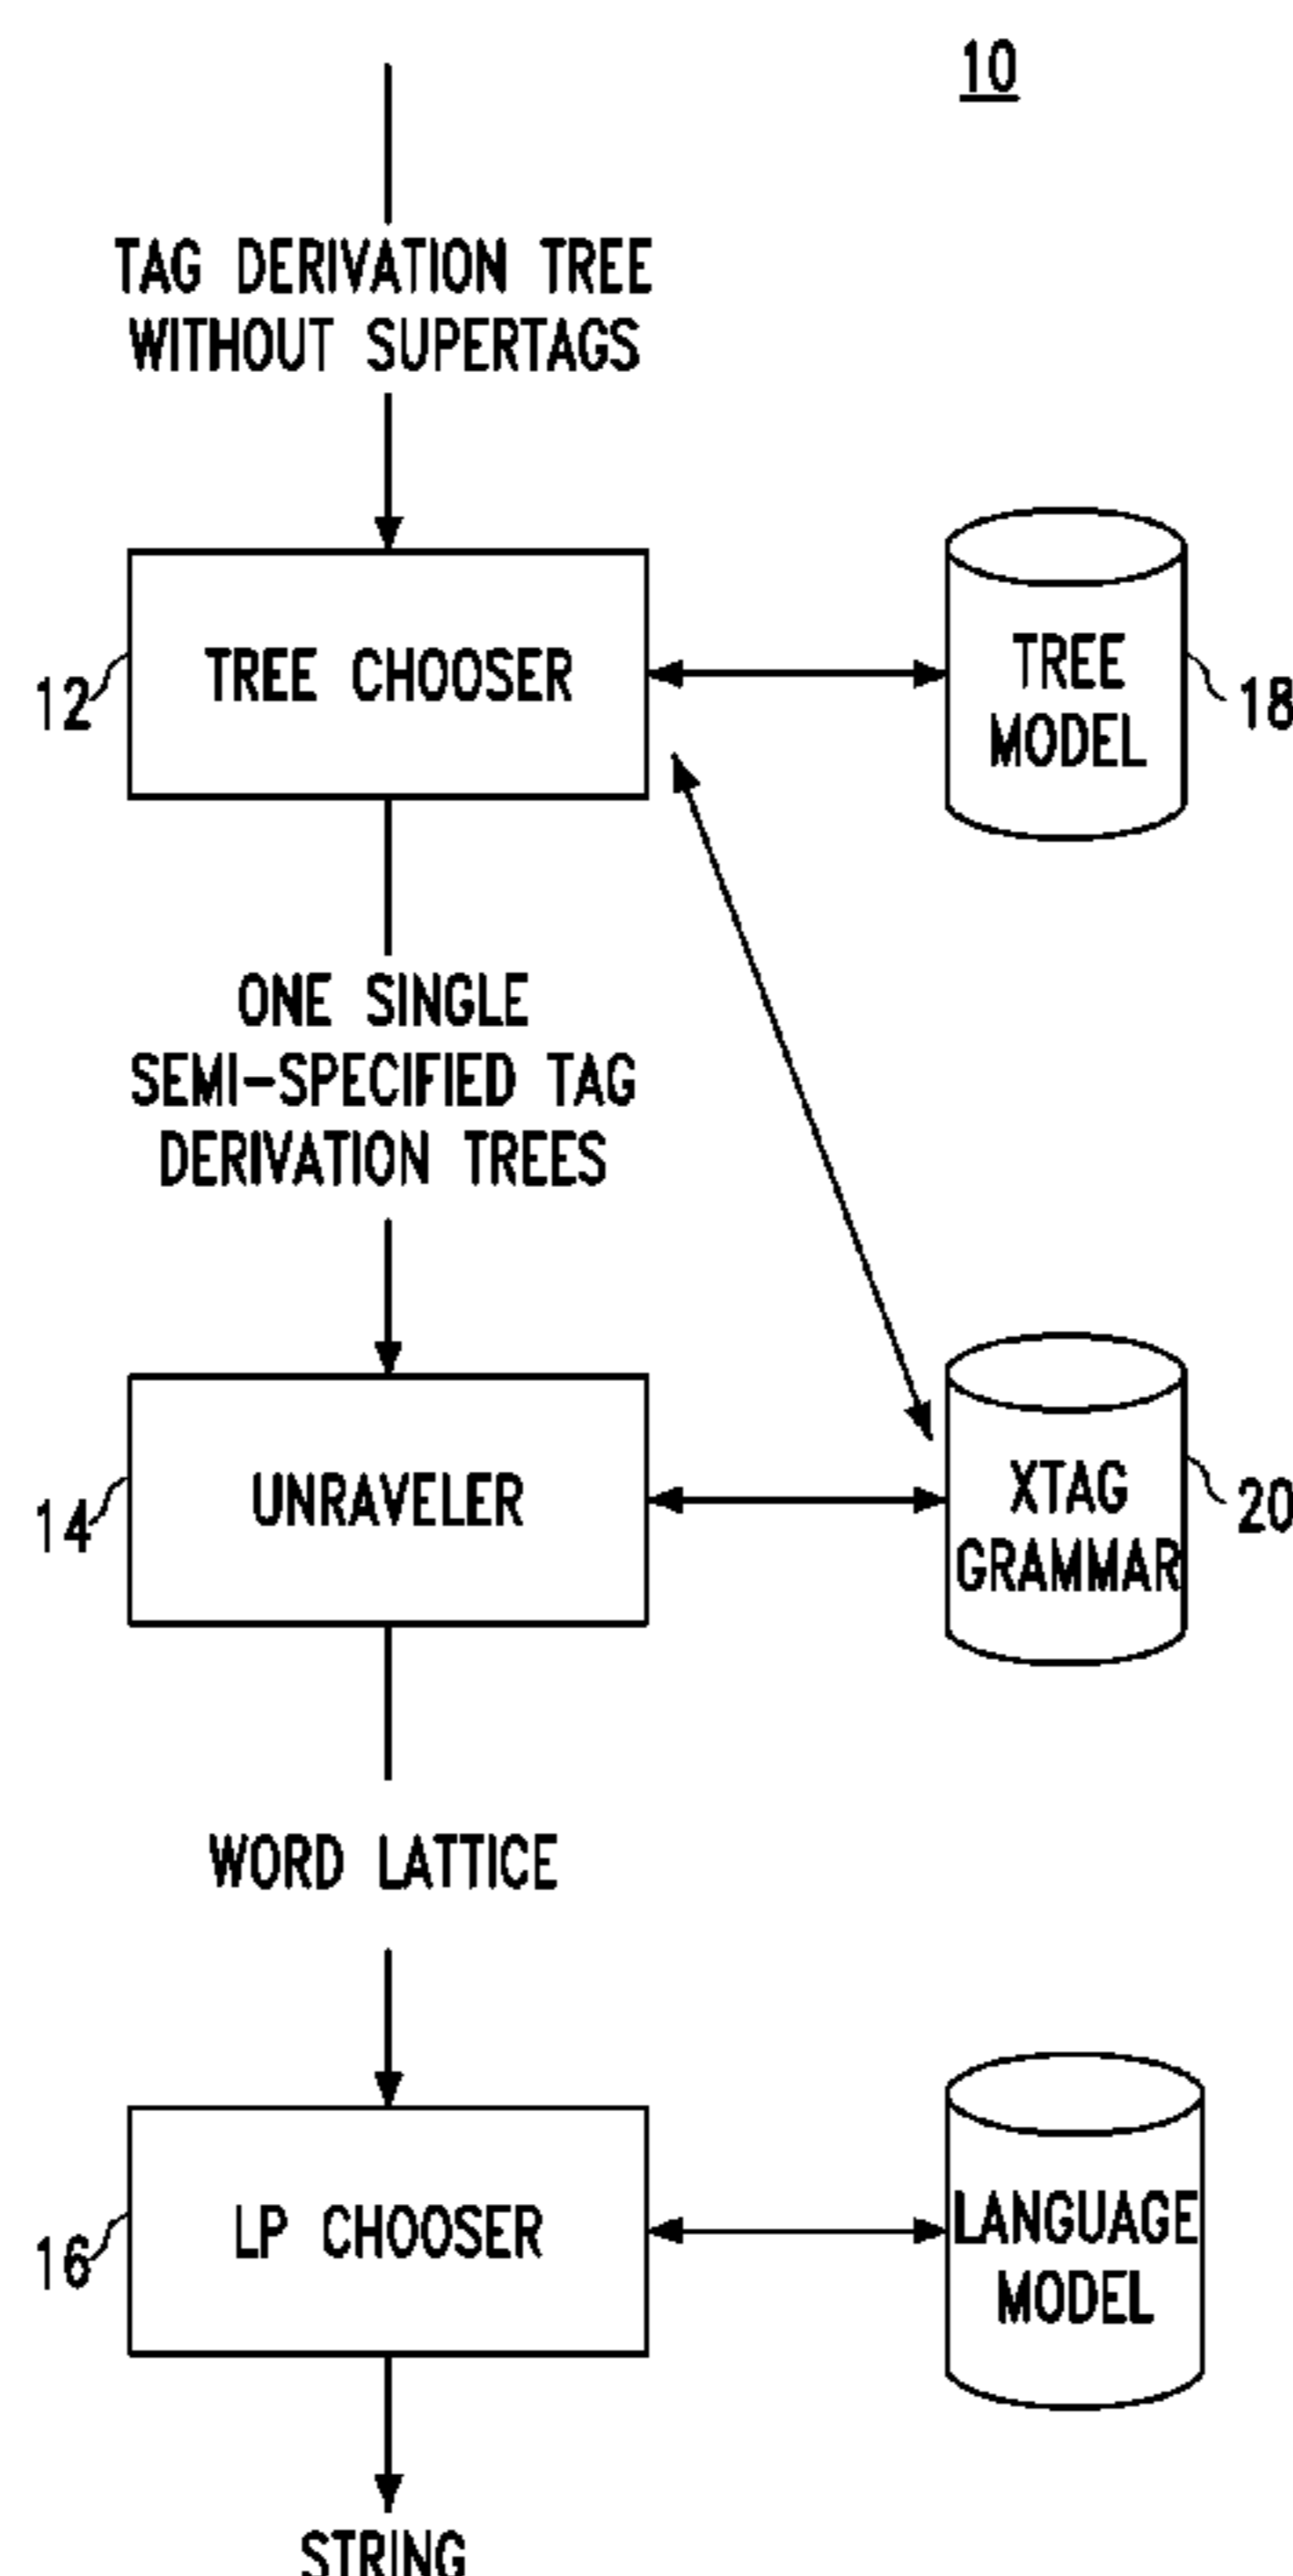 10
TAG DERIVATION TREE
WITHOUT SUPERTAGS
12
TREE CHOOSER
TREE
MODEL
18
ONE SINGLE
SEMI-SPECIFIED TAG
DERIVATION TREES
14
UNRAVELER
XTAG
GRAMMAR
20
WORD LATTICE
16
LP CHOOSER
LANGUAGE
MODEL
STRING